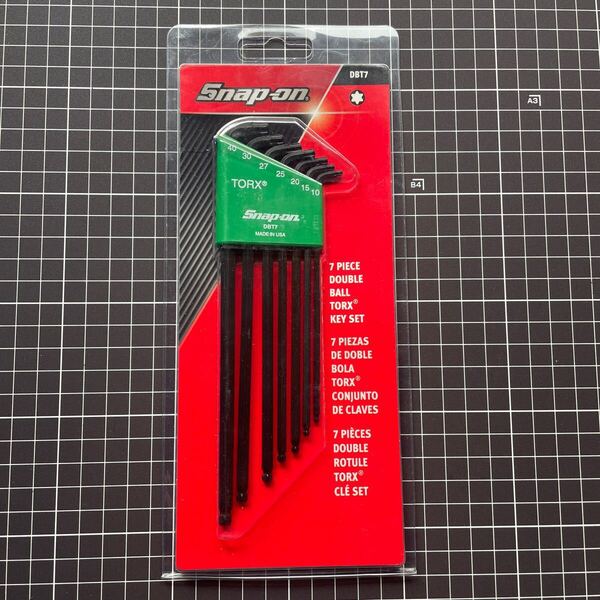 DBT7
Snap-on®
40 30 27 25 20 15 10
TORX®
Snap-on®
DBT7
MADE IN USA
7 PIECE
DOUBLE
BALL
TORX®
KEY SET
7 PIEZAS
DE DOBLE
BOLA
TORX®
CONJUNTO
DE CLAVES
7 PIÈCES
DOUBLE
ROTULE
TORX®
CLÉ SET
A3
B4